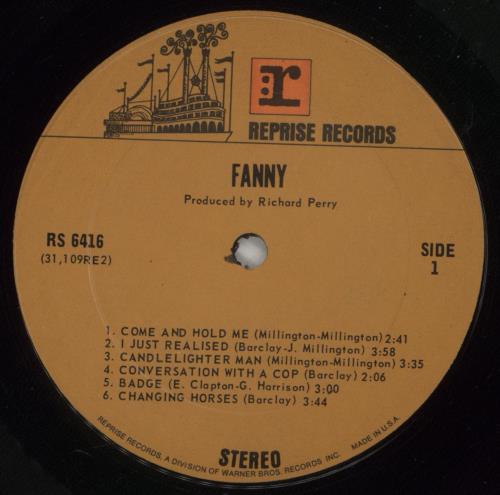 r
REPRISE RECORDS
FANNY
Produced by Richard Perry
RS 6416
(31,109RE2)
SIDE
1
1. COME AND HOLD ME (Millington-Millington) 2:41
2. I JUST REALISED (Barclay-J. Millington) 3:58
3. CANDLELIGHTER MAN (Millington-Millington) 3:35
4. CONVERSATION WITH A COP (Barclay) 2:06
5. BADGE (E. Clapton-G. Harrison) 3:00
6. CHANGING HORSES (Barclay) 3:44
STEREO
REPRISE RECORDS, A DIVISION OF WARNER BROS. RECORDS INC. MADE IN U.S.A.